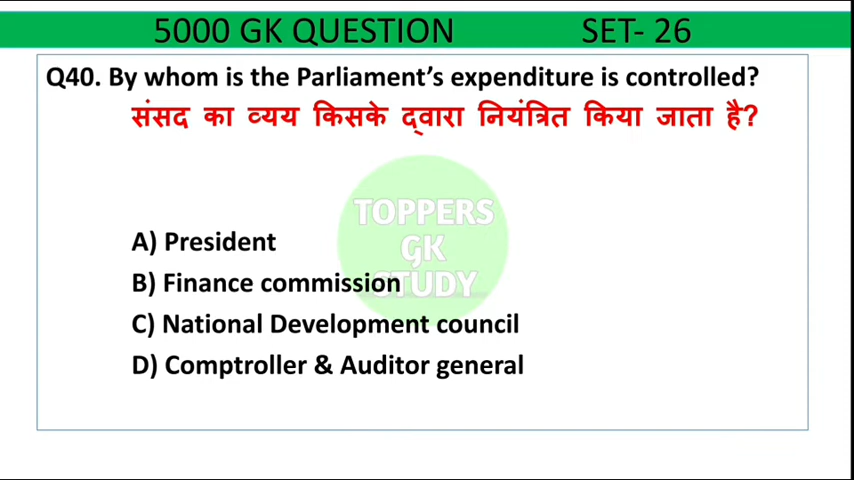 5000 GK QUESTION SET- 26
Q40. By whom is the Parliament's expenditure is controlled?
संसद का व्यय किसके द्वारा नियंत्रित किया जाता है?
TOPPERS
GK
STUDY
A) President
B) Finance commission
C) National Development council
D) Comptroller & Auditor general